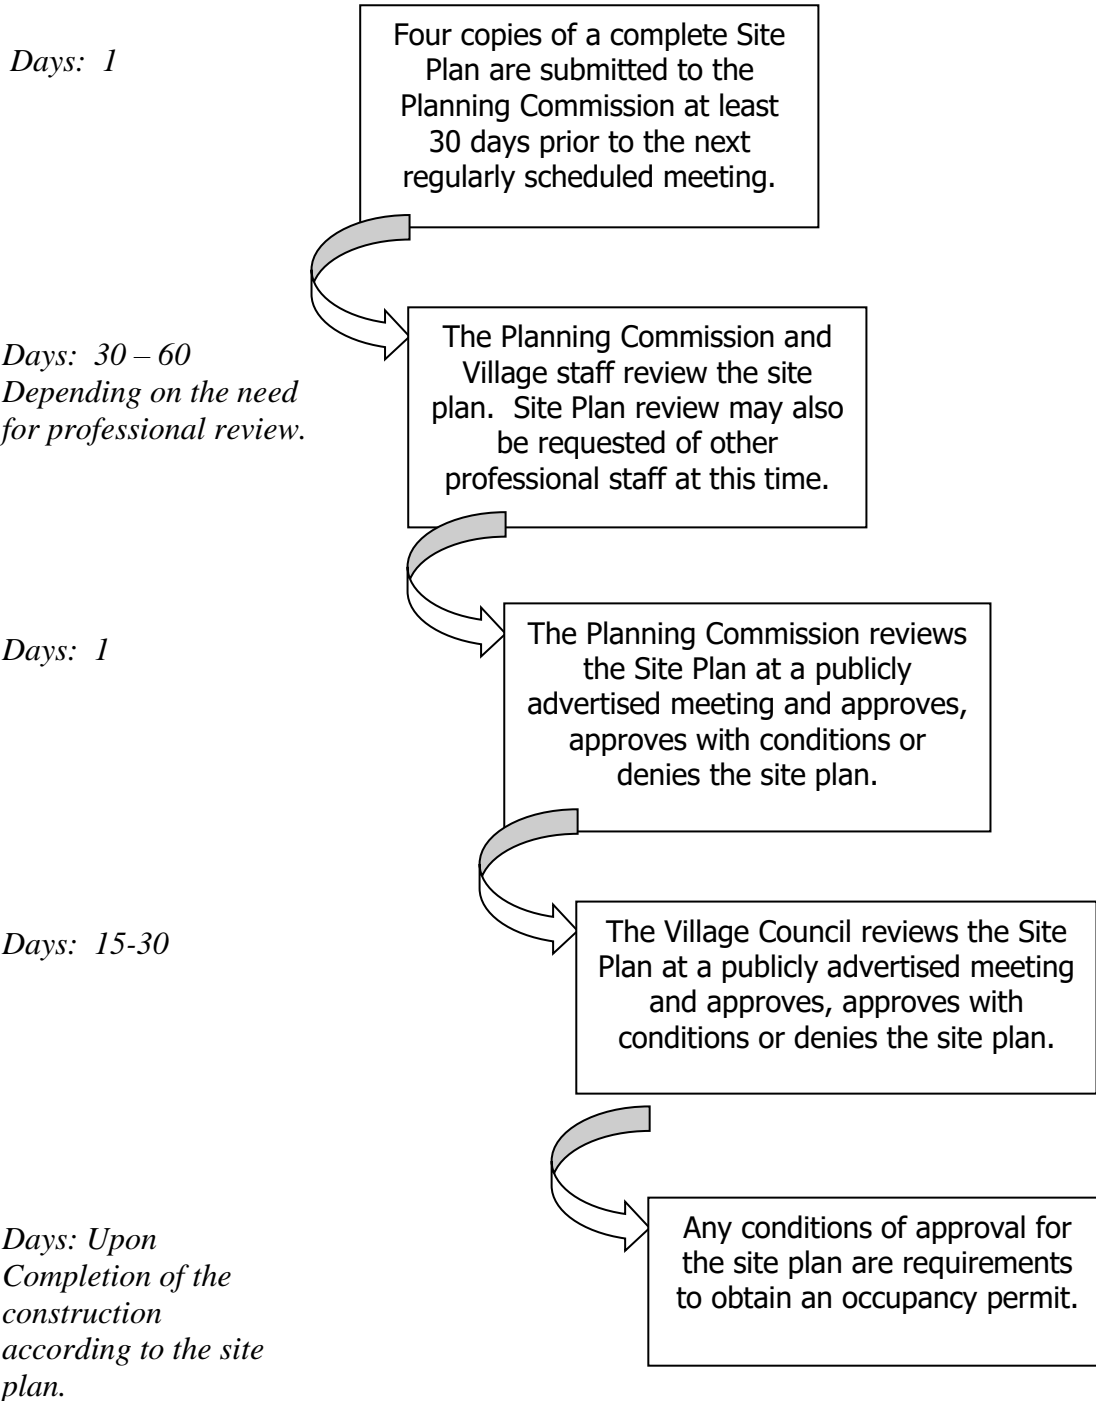 Days: 1
Four copies of a complete Site
Plan are submitted to the
Planning Commission at least
30 days prior to the next
regularly scheduled meeting.
Days: 30 – 60
Depending on the need
for professional review.
The Planning Commission and
Village staff review the site
plan. Site Plan review may also
be requested of other
professional staff at this time.
Days: 1
The Planning Commission reviews
the Site Plan at a publicly
advertised meeting and approves,
approves with conditions or
denies the site plan.
Days: 15-30
The Village Council reviews the Site
Plan at a publicly advertised meeting
and approves, approves with
conditions or denies the site plan.
Days: Upon
Completion of the
construction
according to the site
plan.
Any conditions of approval for
the site plan are requirements
to obtain an occupancy permit.